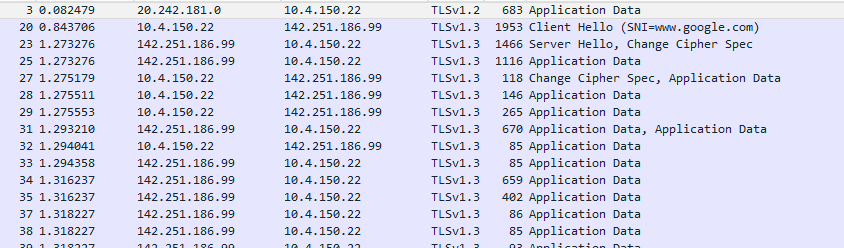 3 0.082479 20.242.181.0 10.4.150.22 TLSv1.2 683 Application Data
20 0.843706 10.4.150.22 142.251.186.99 TLSv1.3 1953 Client Hello (SNI=www.google.com)
23 1.273276 142.251.186.99 10.4.150.22 TLSv1.3 1466 Server Hello, Change Cipher Spec
25 1.273276 142.251.186.99 10.4.150.22 TLSv1.3 1116 Application Data
27 1.275179 10.4.150.22 142.251.186.99 TLSv1.3 118 Change Cipher Spec, Application Data
28 1.275511 10.4.150.22 142.251.186.99 TLSv1.3 146 Application Data
29 1.275553 10.4.150.22 142.251.186.99 TLSv1.3 265 Application Data
31 1.293210 142.251.186.99 10.4.150.22 TLSv1.3 670 Application Data, Application Data
32 1.294041 10.4.150.22 142.251.186.99 TLSv1.3 85 Application Data
33 1.294358 142.251.186.99 10.4.150.22 TLSv1.3 85 Application Data
34 1.316237 142.251.186.99 10.4.150.22 TLSv1.3 659 Application Data
35 1.316237 142.251.186.99 10.4.150.22 TLSv1.3 402 Application Data
37 1.318227 142.251.186.99 10.4.150.22 TLSv1.3 86 Application Data
38 1.318227 142.251.186.99 10.4.150.22 TLSv1.3 85 Application Data
39 1.318227 142.251.186.99 10.4.150.22 TLSv1.3 93 Application Data